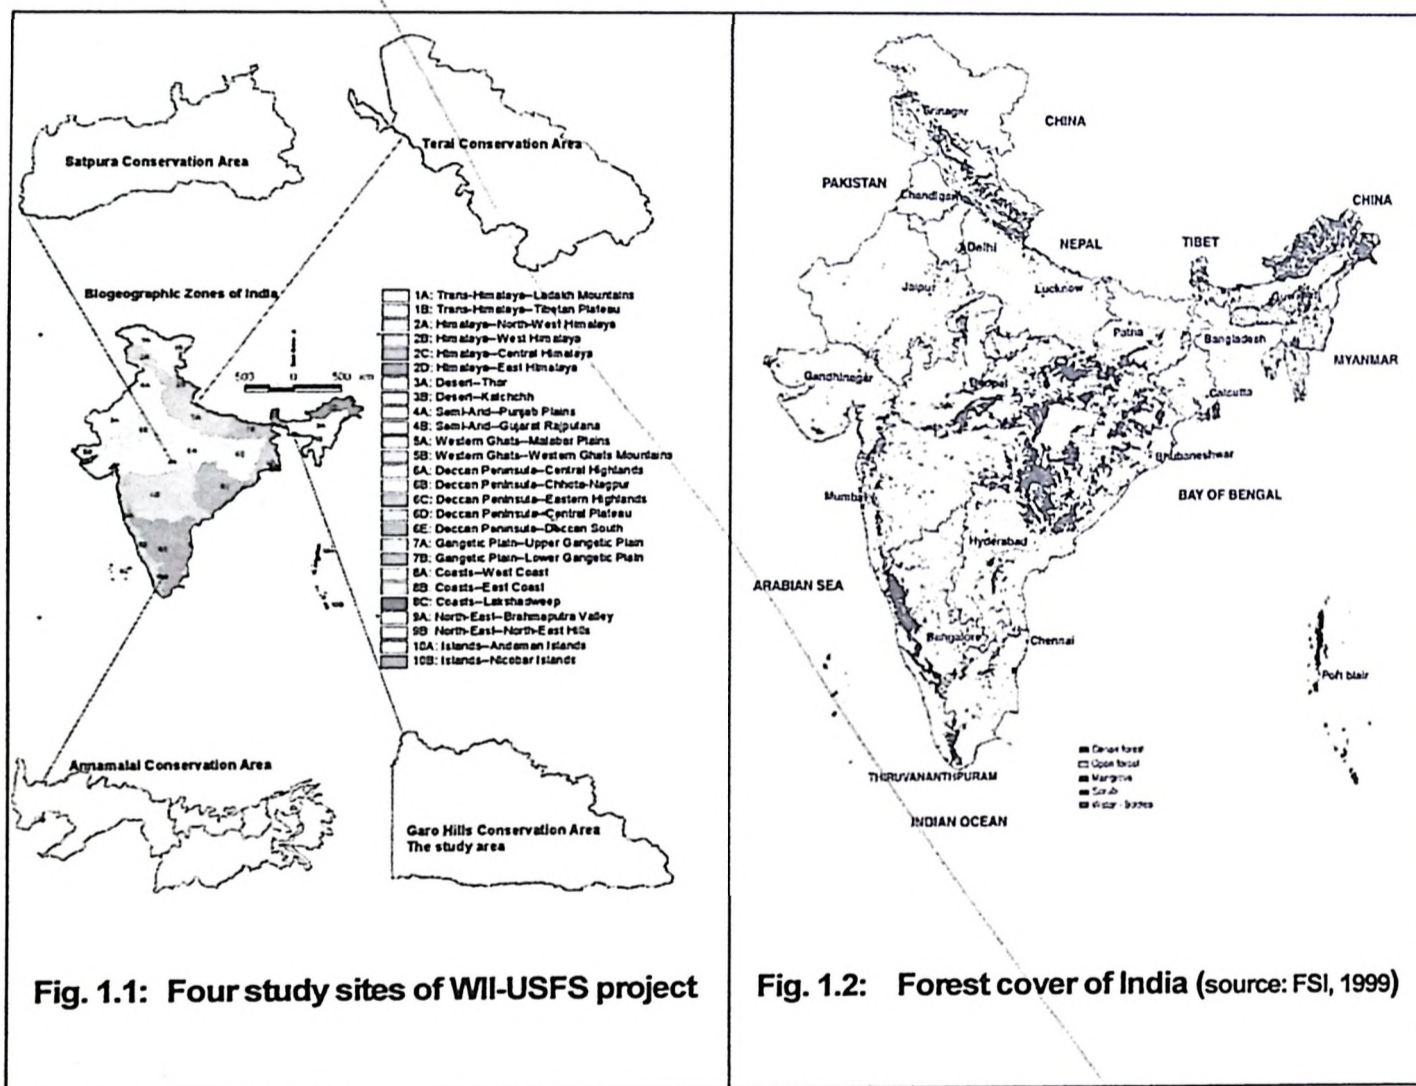 Satpura Conservation Area
Terai Conservation Area
Biogeographic Zones of India
500 0 500 km
1A: Trans-Himalaya--Ladakh Mountains
1B: Trans-Himalaya--Tibetan Plateau
2A: Himalaya--North-West Himalaya
2B: Himalaya--West Himalaya
2C: Himalaya--Central Himalaya
2D: Himalaya--East Himalaya
3A: Desert--Thar
3B: Desert--Katchchh
4A: Semi-Arid--Punjab Plains
4B: Semi-Arid--Gujarat Rajputana
5A: Western Ghats--Malabar Plains
5B: Western Ghats--Western Ghats Mountains
6A: Deccan Peninsula--Central Highlands
6B: Deccan Peninsula--Chhota-Nagpur
6C: Deccan Peninsula--Eastern Highlands
6D: Deccan Peninsula--Central Plateau
6E: Deccan Peninsula--Deccan South
7A: Gangetic Plain--Upper Gangetic Plain
7B: Gangetic Plain--Lower Gangetic Plain
8A: Coasts--West Coast
8B: Coasts--East Coast
8C: Coasts--Lakshadweep
9A: North-East--Brahmaputra Valley
9B: North-East--North-East Hills
10A: Islands--Andaman Islands
10B: Islands--Nicobar Islands
Annamalai Conservation Area
Garo Hills Conservation Area
The study area
Fig. 1.1: Four study sites of WII-USFS project
Srinagar
CHINA
PAKISTAN
Chandigarh
CHINA
Delhi
NEPAL
TIBET
Jaipur
Lucknow
Patna
Bangladesh
MYANMAR
Gandhinagar
Bhopal
Calcutta
Bhubaneshwar
Mumbai
BAY OF BENGAL
Hyderabad
ARABIAN SEA
Bangalore
Chennai
Port blair
Dense forest
Open forest
Mangrove
Scrub
Water - Bodies
THIRUVANANTHPURAM
INDIAN OCEAN
Fig. 1.2: Forest cover of India (source: FSI, 1999)